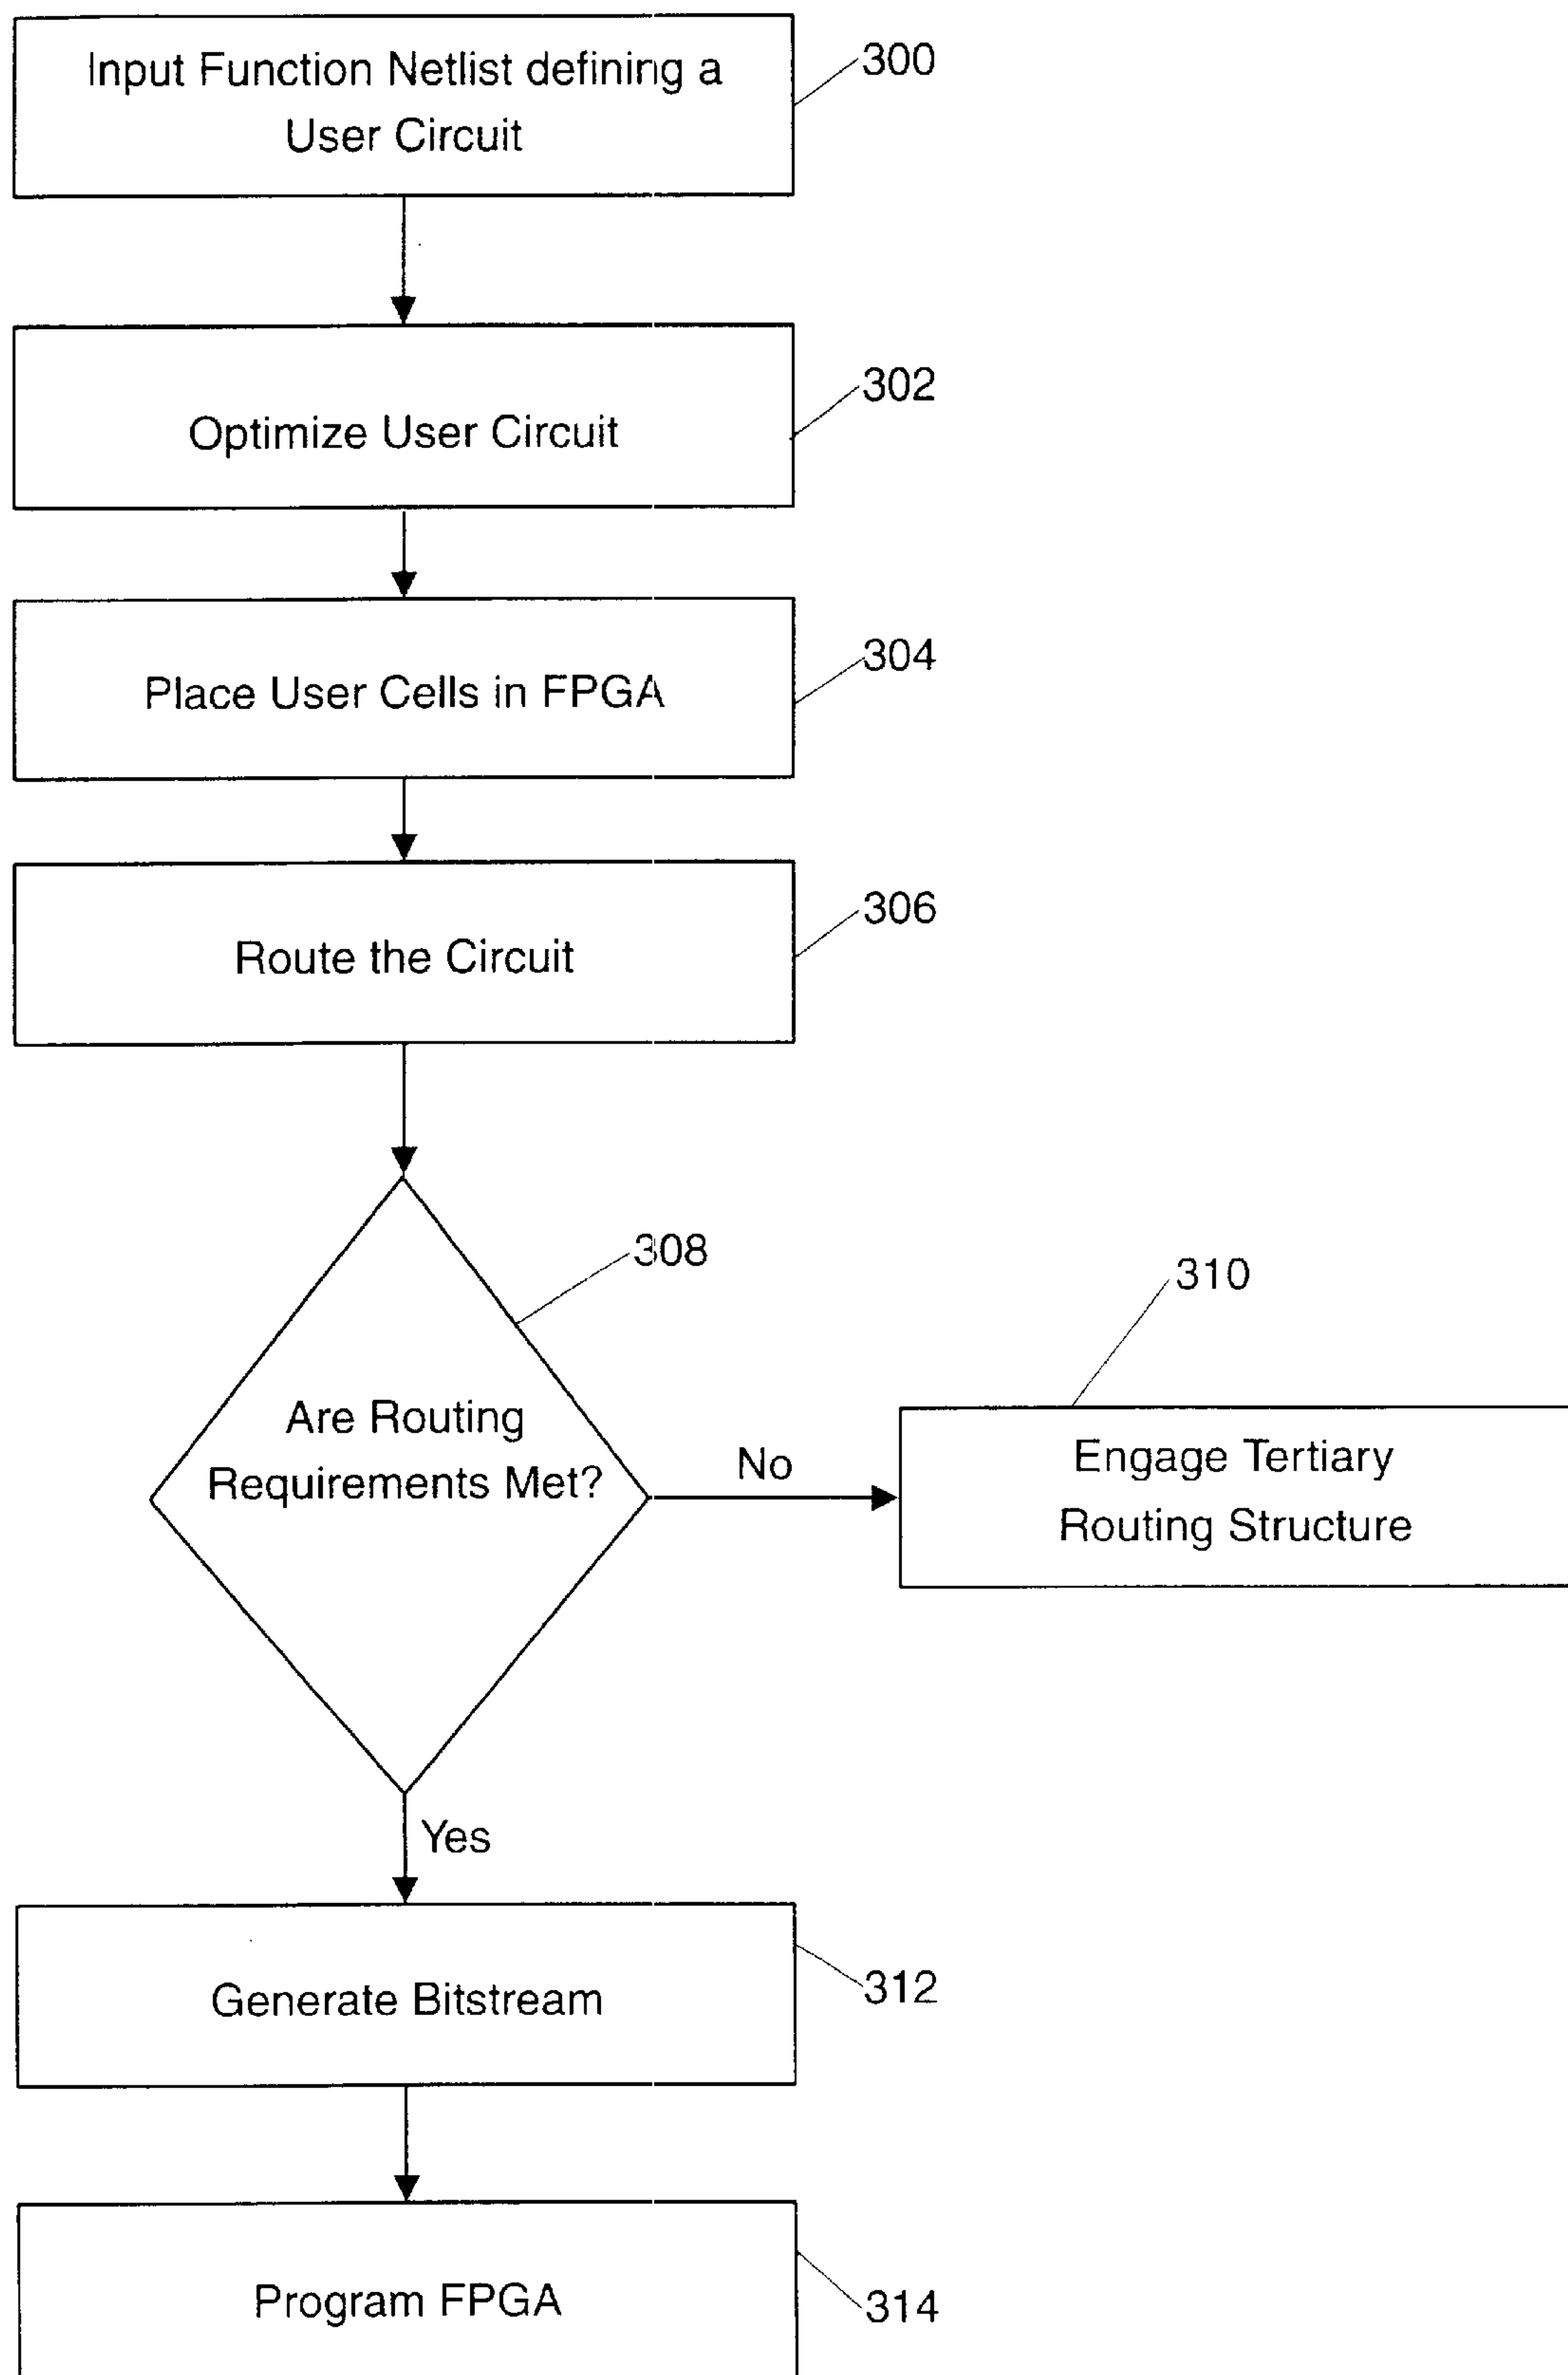 Input Function Netlist defining a
User Circuit
300
Optimize User Circuit
302
Place User Cells in FPGA
304
Route the Circuit
306
308
310
Are Routing
Requirements Met?
No
Engage Tertiary
Routing Structure
Yes
Generate Bitstream
312
Program FPGA
314